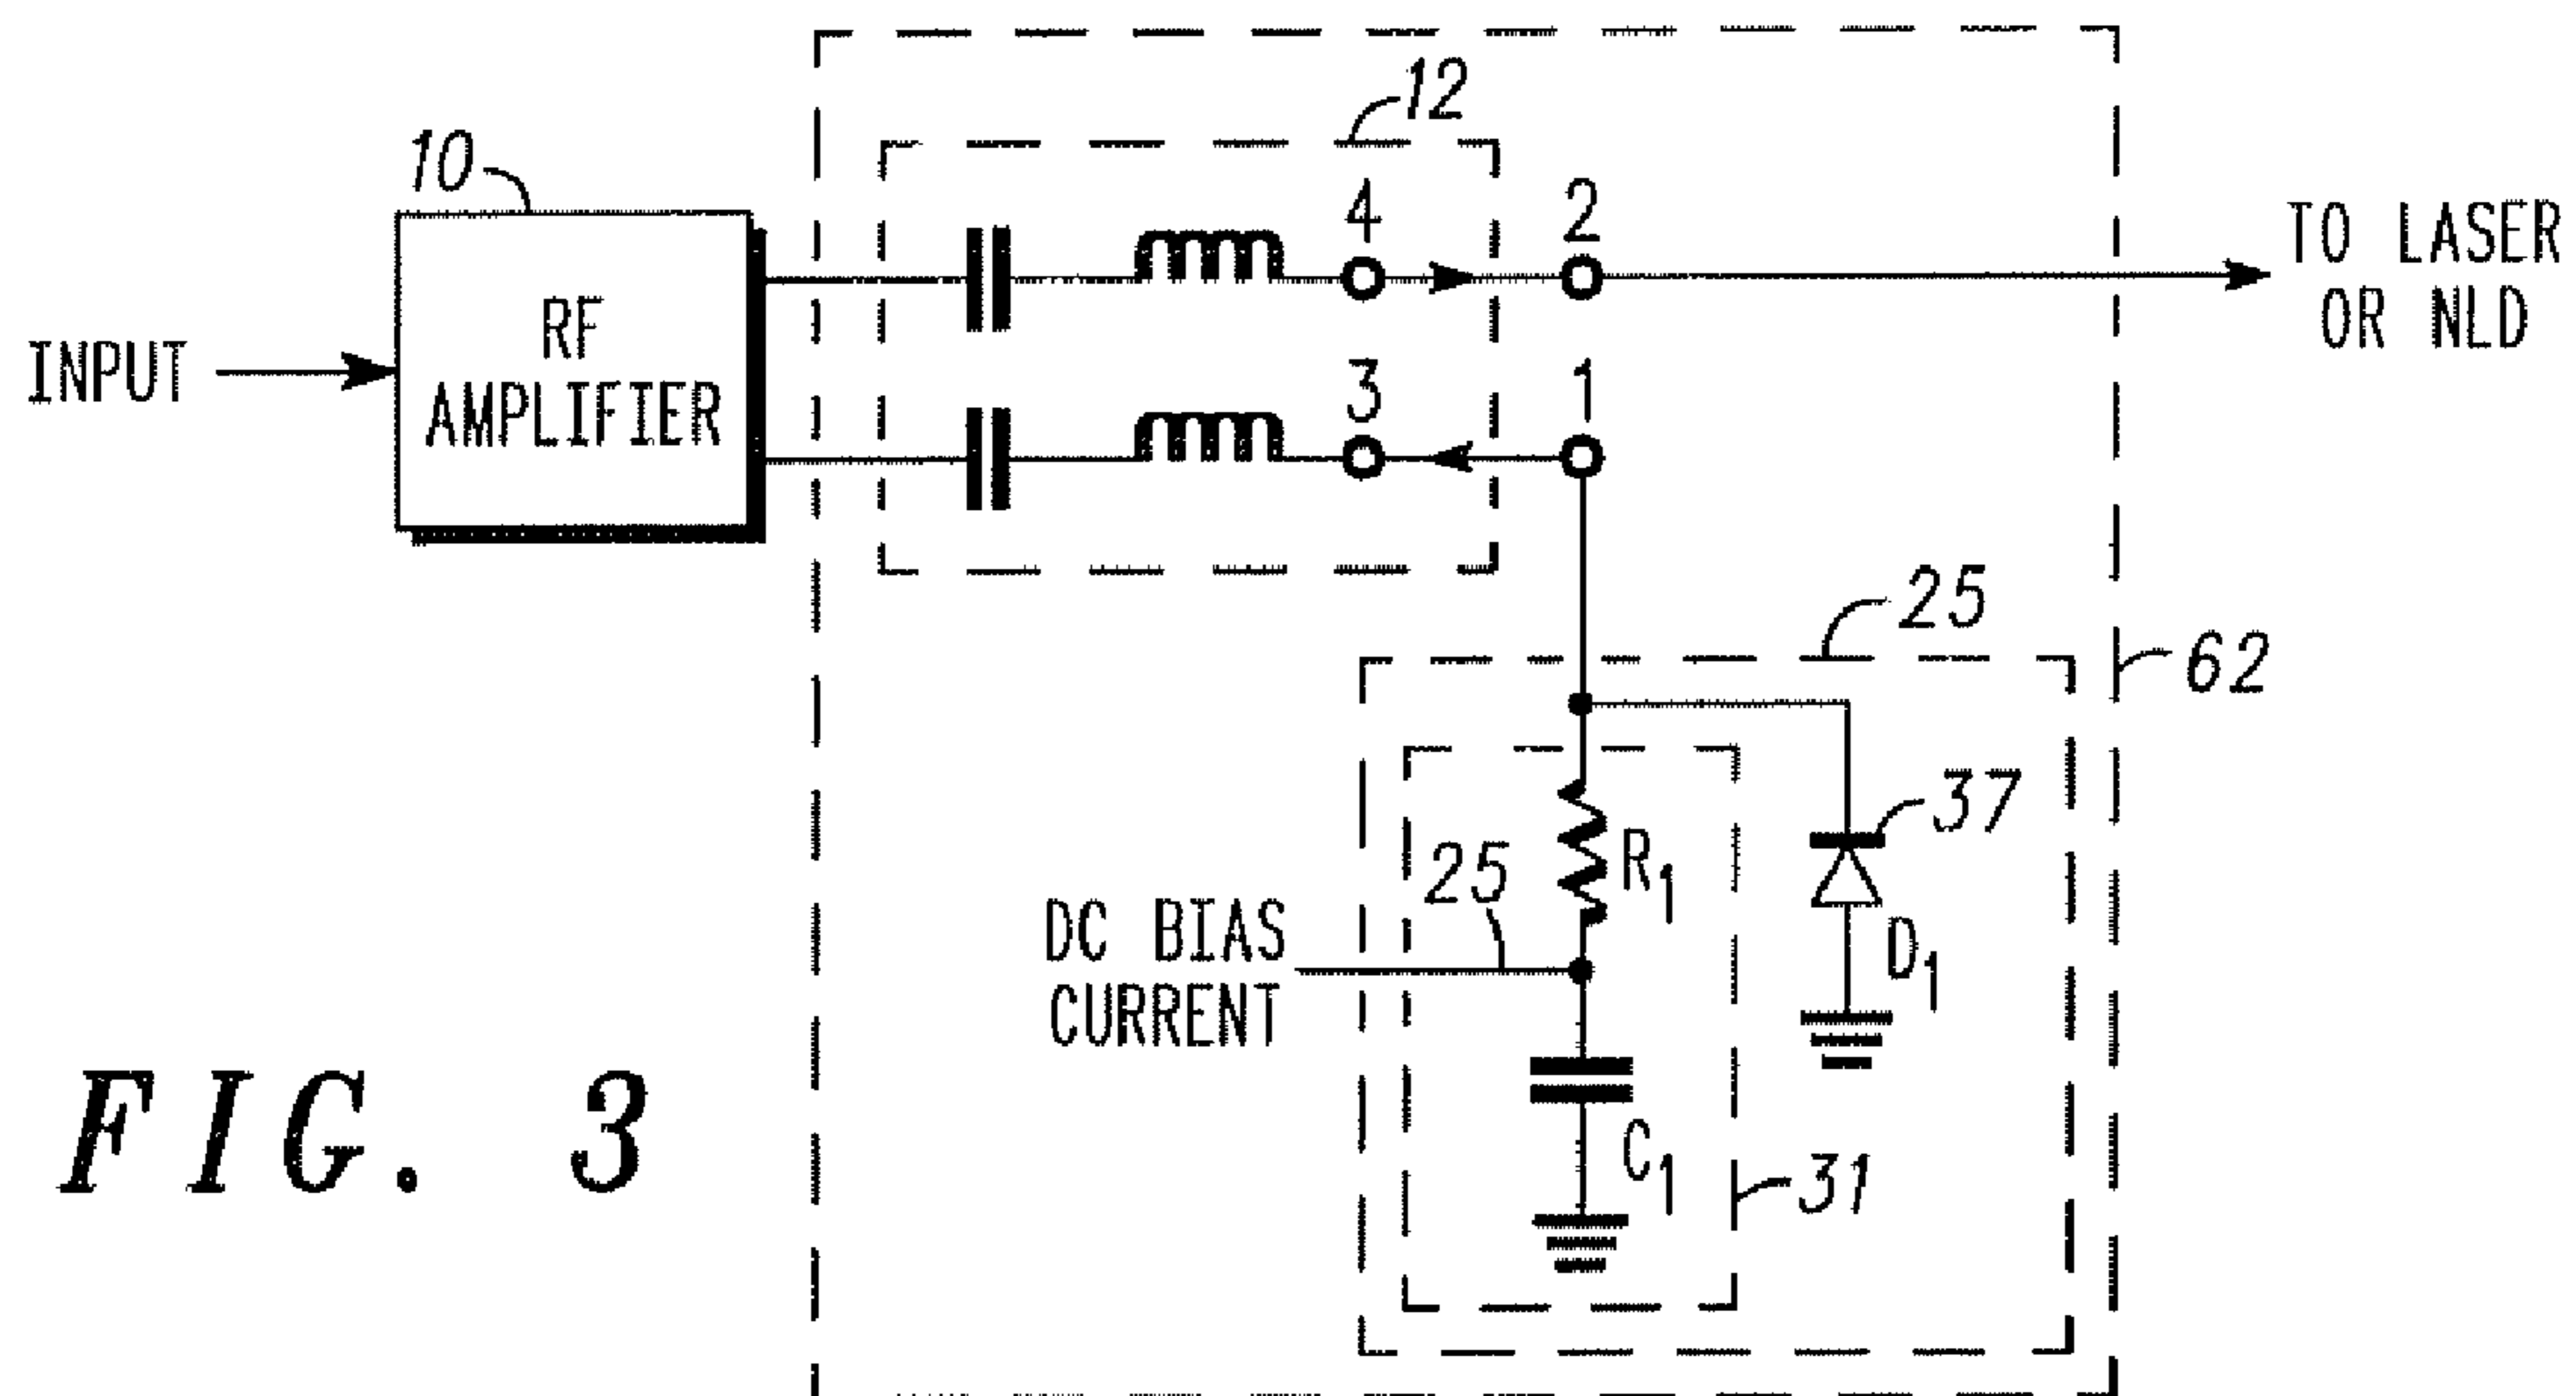 12
10
4
2
TO LASER
OR NLD
RF
AMPLIFIER
INPUT
3
1
25
62
37
R1
25
D1
DC BIAS
CURRENT
C1
31
FIG. 3